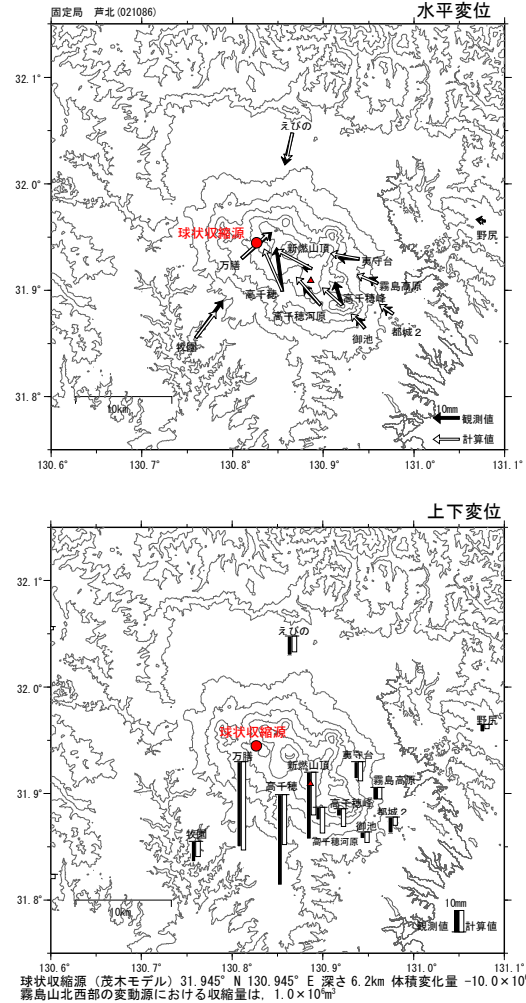 固定局 芦北(021086)
水平変位
32.1°
えびの
32.0°
球状収縮源
野尻
新燃山頂
夷守台
万膳
霧島高原
高千穂
高千穂峰
高千穂河原
都城2
31.9°
御池
牧園
31.8°
10km
10mm
観測値
計算値
130.6° 130.7° 130.8° 130.9° 131.0° 131.1°
上下変位
32.1°
えびの
32.0°
球状収縮源
野尻
万膳
新燃山頂
夷守台
高千穂
霧島高原
31.9°
高千穂峰
都城2
御池
牧園
高千穂河原
31.8°
10km
10mm
観測値 計算値
130.6° 130.7° 130.8° 130.9° 131.0° 131.1°
球状収縮源 (茂木モデル) 31.945° N 130.945° E 深さ 6.2km 体積変化量 -10.0×10
霧島山北西部の変動源における収縮量は、1.0×10⁶m³